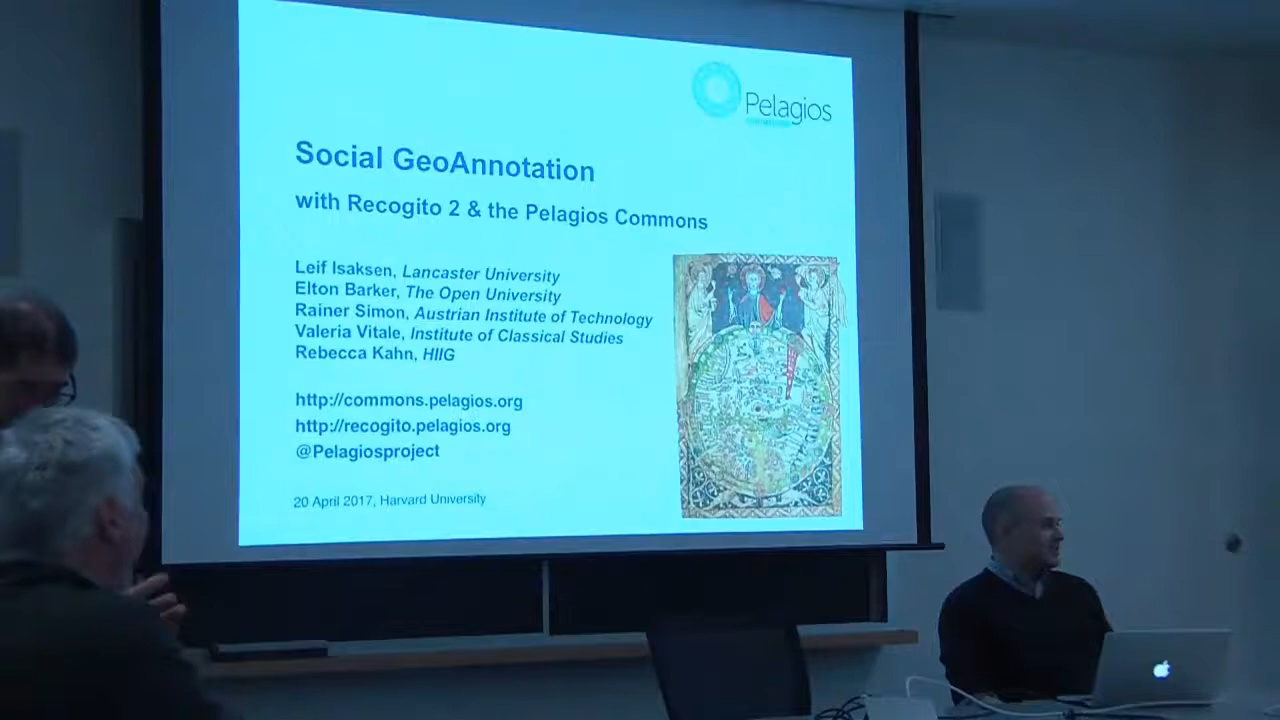 Pelagios
Social GeoAnnotation
with Recogito 2 & the Pelagios Commons
Leif Isaksen, Lancaster University
Elton Barker, The Open University
Rainer Simon, Austrian Institute of Technology
Valeria Vitale, Institute of Classical Studies
Rebecca Kahn, HIIG
http://commons.pelagios.org
http://recogito.pelagios.org
@Pelagiosproject
20 April 2017, Harvard University